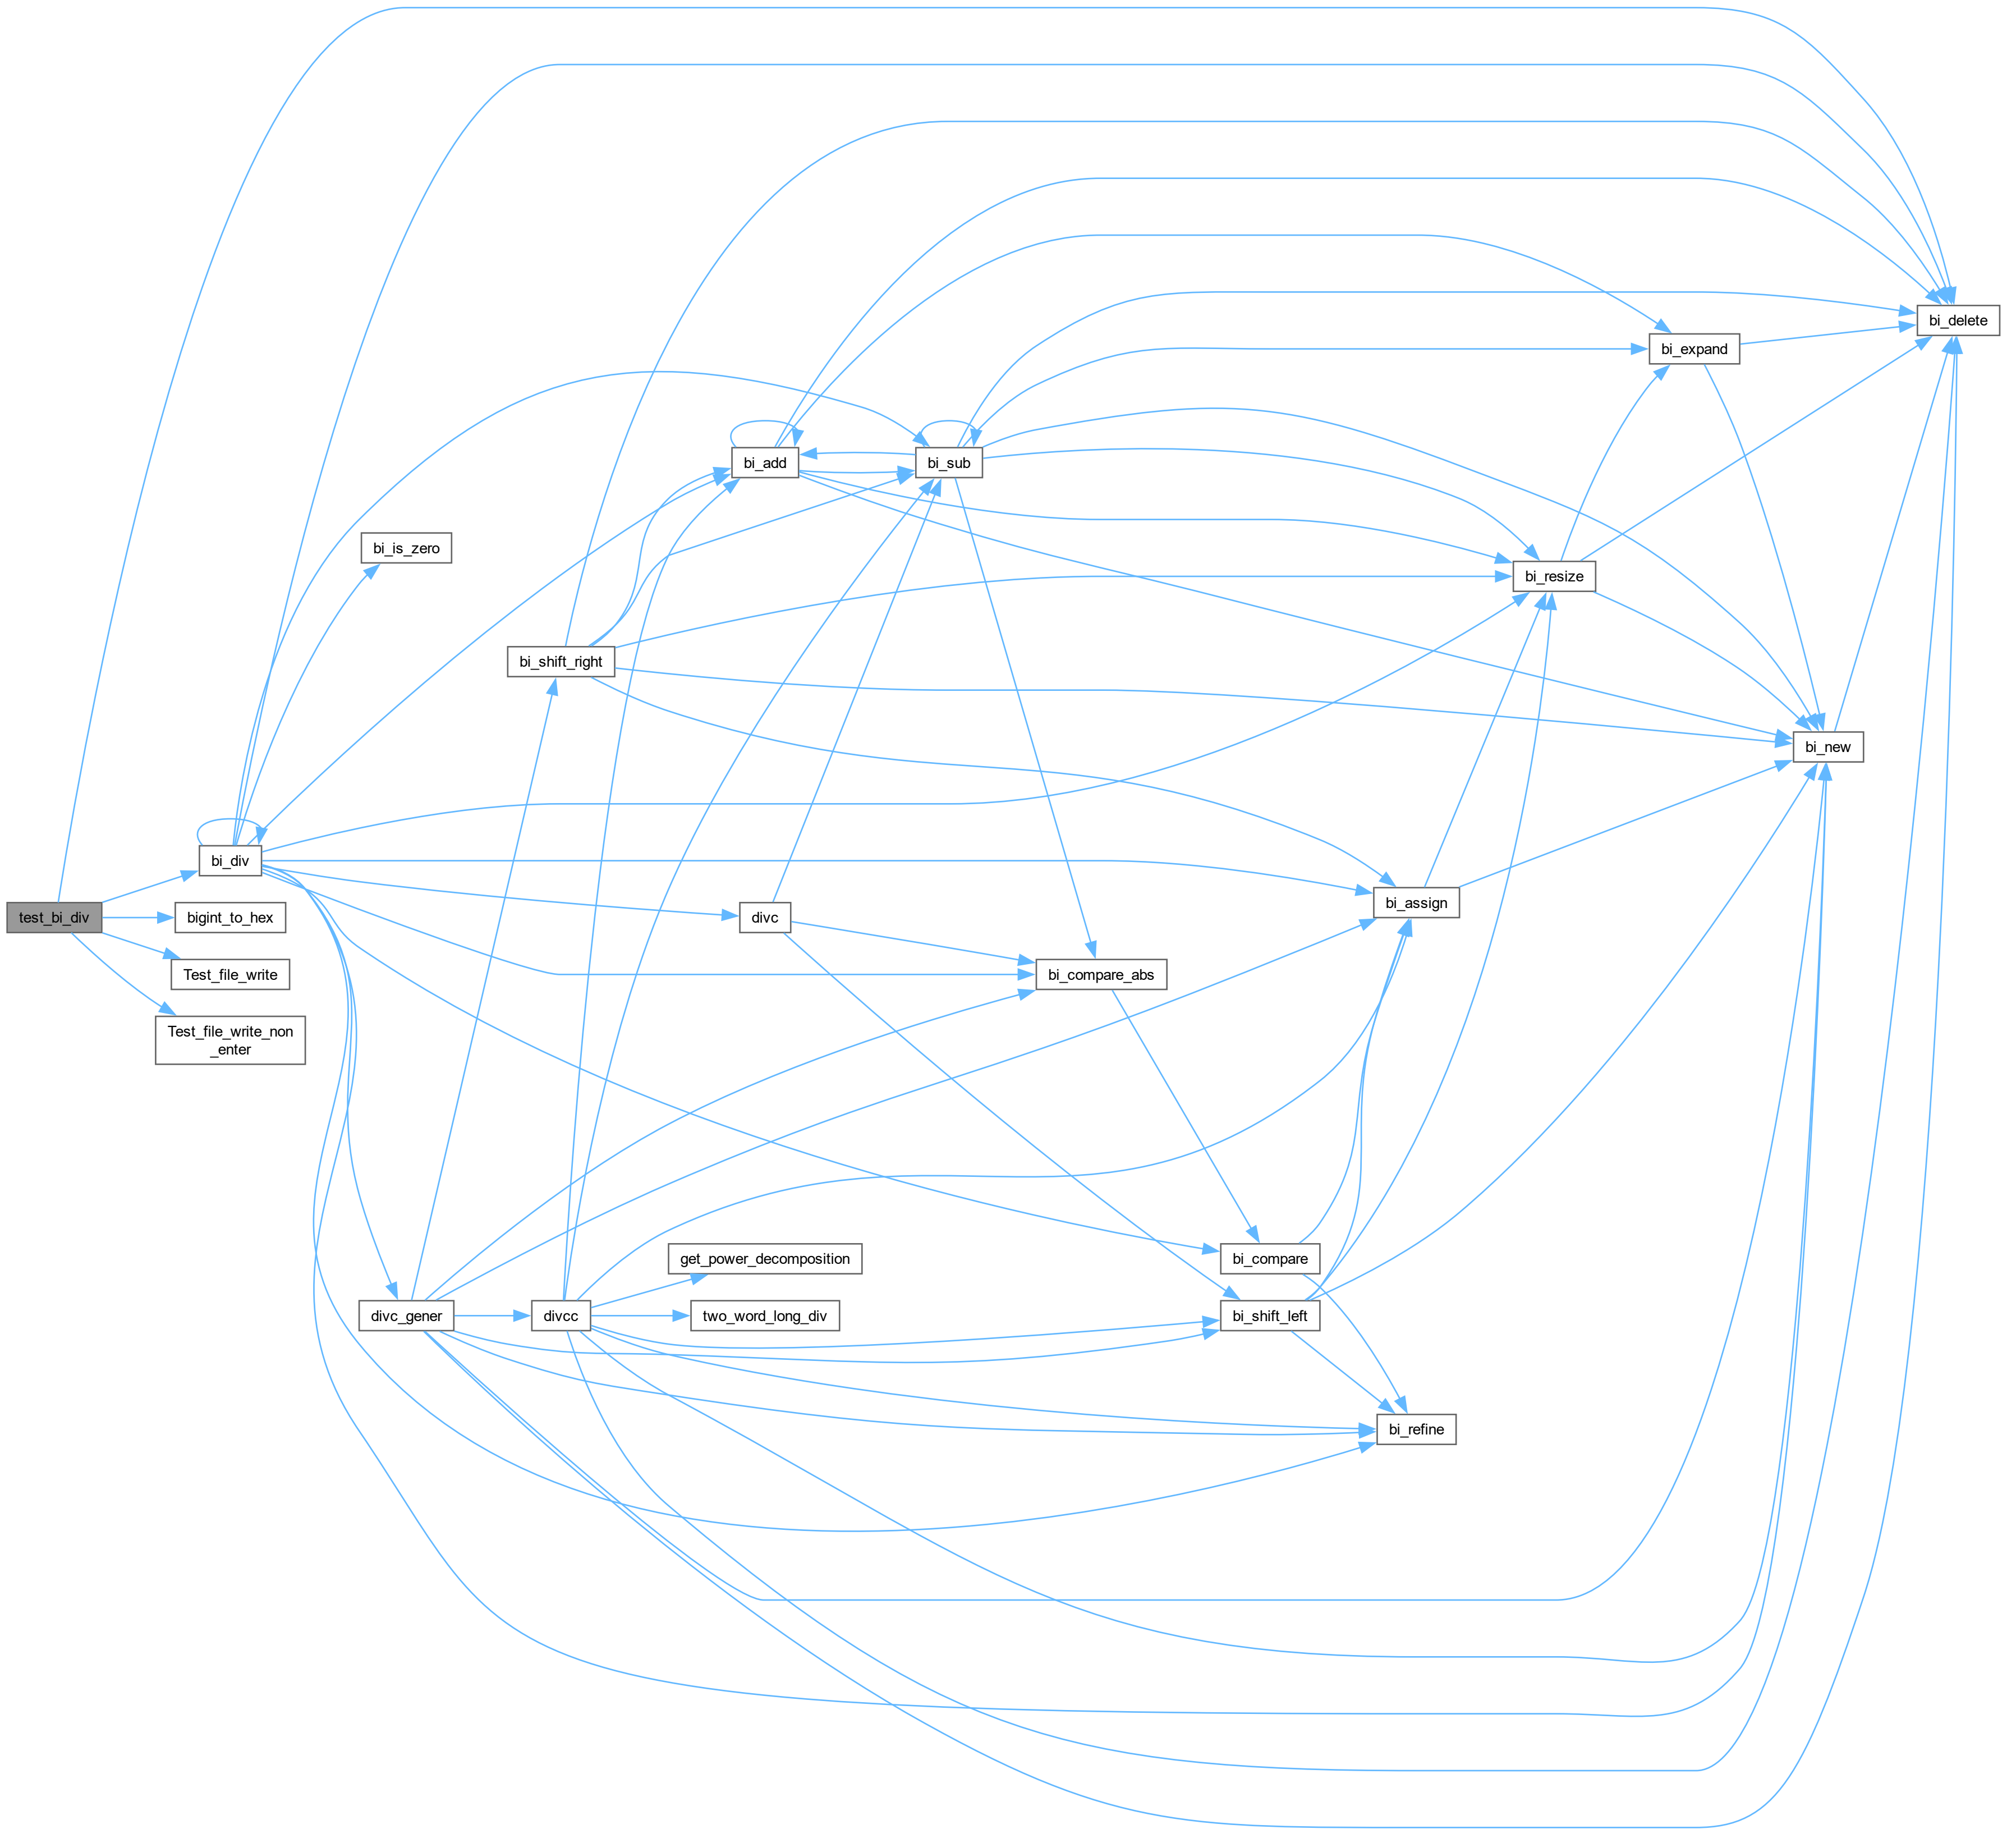 bi_delete
bi_expand
bi_add
bi_sub
bi_is_zero
bi_resize
bi_shift_right
bi_new
bi_div
bi_assign
test_bi_div
bigint_to_hex
divc
Test_file_write
bi_compare_abs
Test_file_write_non
_enter
get_power_decomposition
bi_compare
divc_gener
divcc
two_word_long_div
bi_shift_left
bi_refine